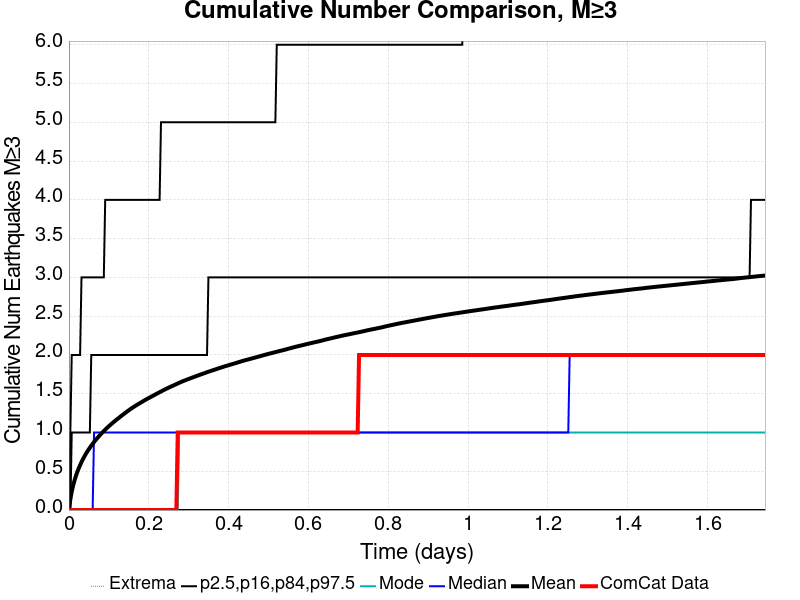 Cumulative Number Comparison, M≥3
Cumulative Num Earthquakes M≥3
6.0
5.5
5.0
4.5
4.0
3.5
3.0
2.5
2.0
1.5
1.0
0.5
0.0
0 0.2 0.4 0.6 0.8 1 1.2 1.4 1.6
Time (days)
Extrema p2.5,p16,p84,p97.5 Mode Median Mean ComCat Data